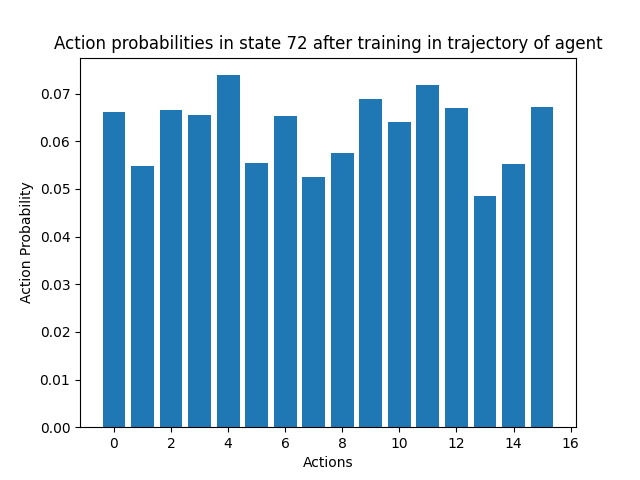 Action probabilities in state 72 after training in trajectory of agent
0.07
0.06
0.05
0.04
0.03
0.02
0.01
0.00
Action Probability
0 2 4 6 8 10 12 14 16
Actions